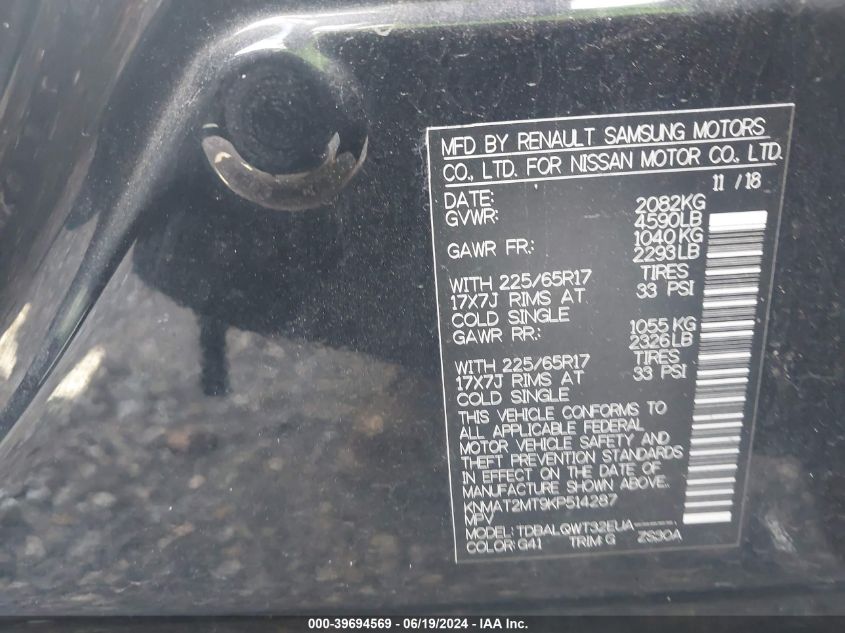 MFD BY RENAULT SAMSUNG MOTORS
CO., LTD. FOR NISSAN MOTOR CO., LTD.
11 / 18
DATE:
GVWR: 2082KG
4590LB
GAWR FR.: 1040 KG
2293 LB
WITH 225/65R17 TIRES
17X7J RIMS AT 33 PSI
COLD SINGLE
GAWR RR.: 1055 KG
2326LB
WITH 225/65R17 TIRES
17X7J RIMS AT 33 PSI
COLD SINGLE
THIS VEHICLE CONFORMS TO
ALL APPLICABLE FEDERAL
MOTOR VEHICLE SAFETY AND
THEFT PREVENTION STANDARDS
IN EFFECT ON THE DATE OF
MANUFACTURE SHOWN ABOVE.
KNMAT2MT9KP514287
MPV
MODEL: TDBALQWT32EUA-----.
COLOR: G41 TRIM: G ZS30A
000-39694569 - 06/19/2024 - IAA Inc.